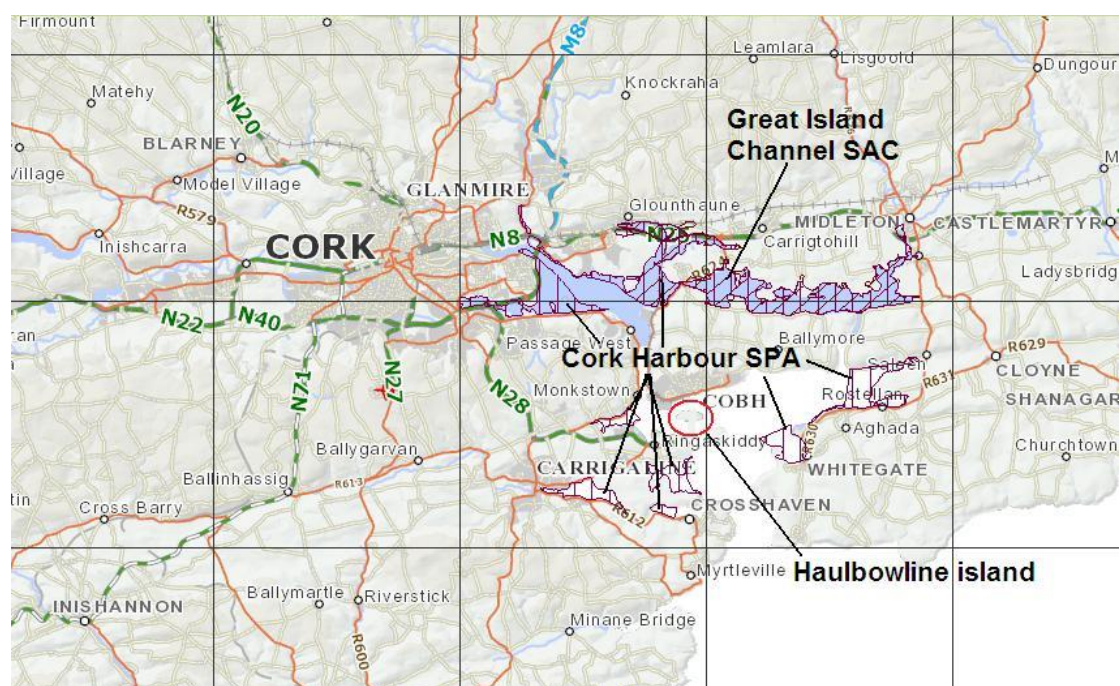 Firmount
M8
Leamlara
Lisgoold
Dungour
Knockraha
Matehy
N20
Great Island
Channel SAC
BLARNEY
Village
Model Village
GLANMIRE
R579
Glounthaune
MIDLETON
CASTLEMARTYR
Inishcarra
CORK
N8
N25
Carrigtohill
R624
Ladysbridg
N22
N40
ran
Passage West
Ballymore
R629
Cork Harbour SPA
Saleen
CLOYNE
N71
N27
N28
Monkstown
COBH
Rostellan
R631
SHANAGAR
Ballygarvan
Ringaskiddy
R630
Aghada
Churchtown
CARRIGALINE
WHITEGATE
Ballinhassig
R613
tin
Cross Barry
R612
CROSSHAVEN
Myrtleville
Haulbowline island
INISHANNON
Ballymartle
Riverstick
R600
Minane Bridge